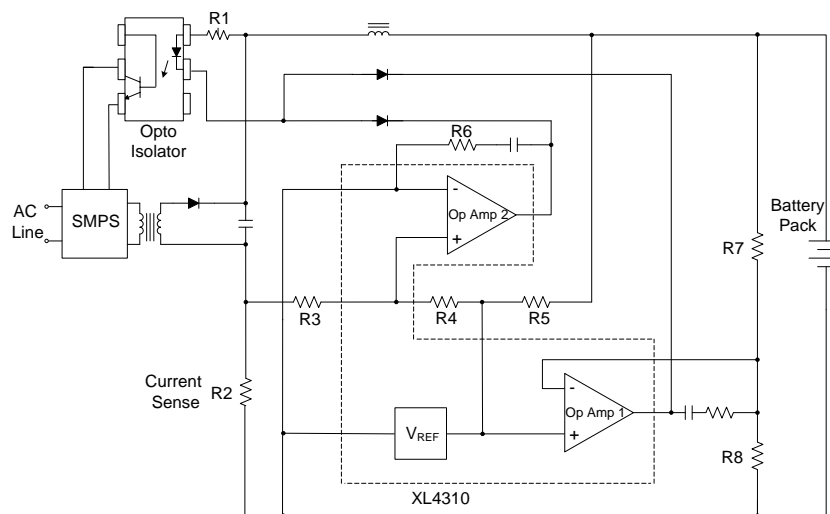 R1
Opto
Isolator
R6
AC
Line
SMPS
-
Op Amp 2
+
Battery
Pack
R7
R3
R4
R5
Current
Sense
R2
-
Op Amp 1
+
VREF
R8
XL4310